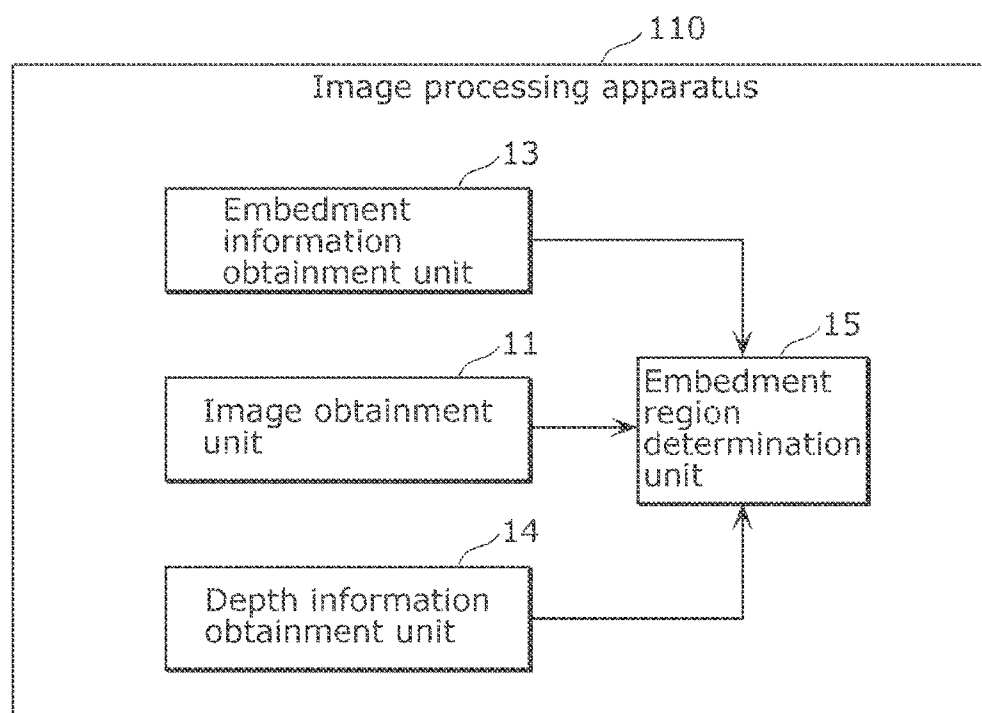 110
Image processing apparatus
13
Embedment
information
obtainment unit
11
Image obtainment
unit
15
Embedment
region
determination
unit
14
Depth information
obtainment unit